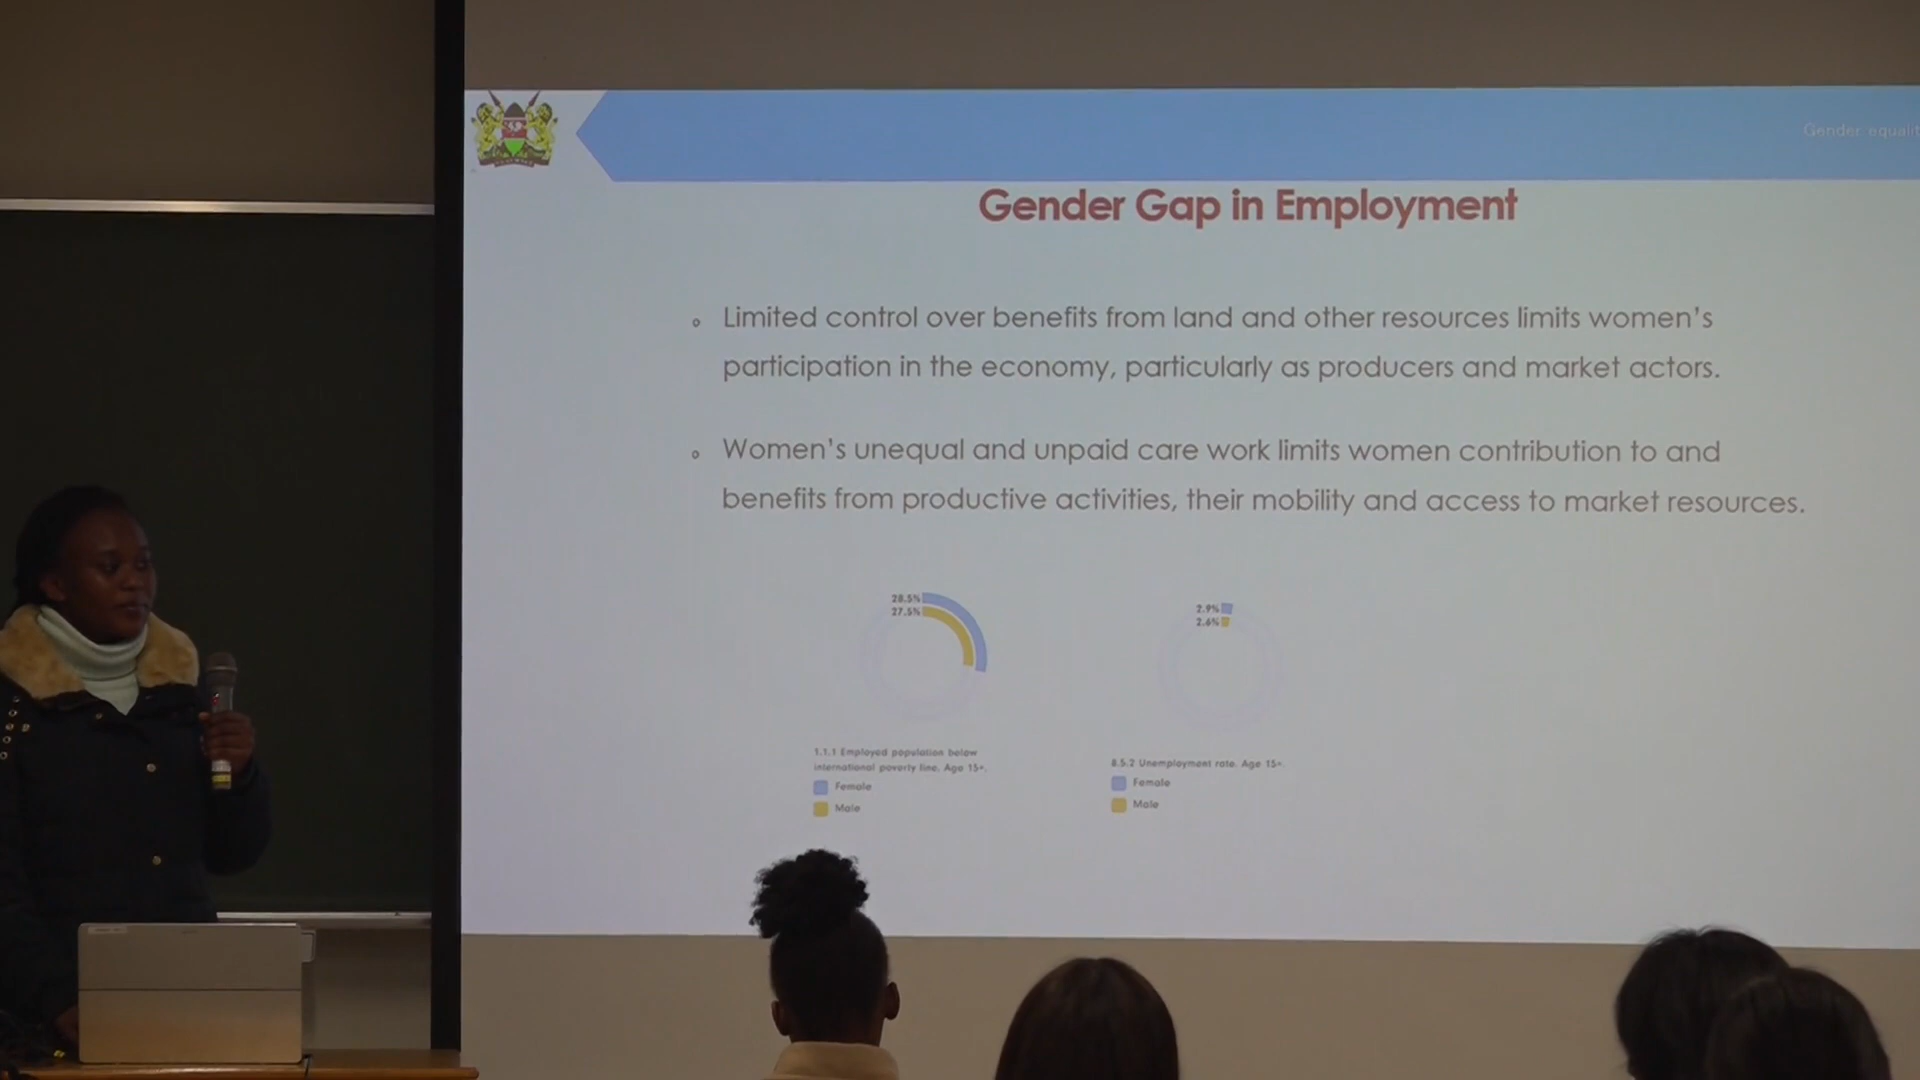 Gender equalit
Gender Gap in Employment
Limited control over benefits from land and other resources limits women's
participation in the economy, particularly as producers and market actors.
Women's unequal and unpaid care work limits women contribution to and
benefits from productive activities, their mobility and access to market resources.
28.5%
27.5%
1.1.1 Employed population below
international poverty line. Age 15+.
Female
Male
2.9%
2.6%
8.5.2 Unemployment rate. Age 15+.
Female
Male